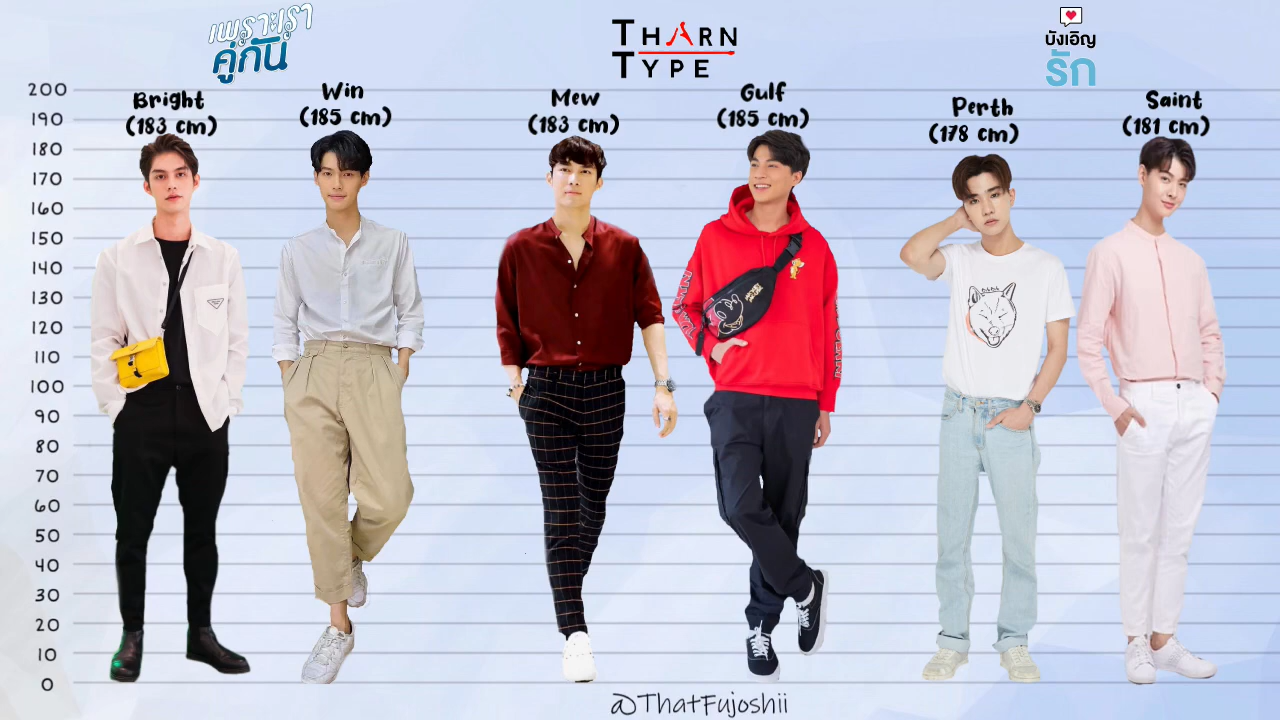 เพราะเรา
คู่กัน
THARN
TYPE
บังเอิญ
รัก
Bright
(183 cm)
Win
(185 cm)
Mew
(183 cm)
Gulf
(185 cm)
Perth
(178 cm)
Saint
(181 cm)
200
190
180
170
160
150
140
130
120
110
100
90
80
70
60
50
40
30
20
10
0
@ThatFujoshii